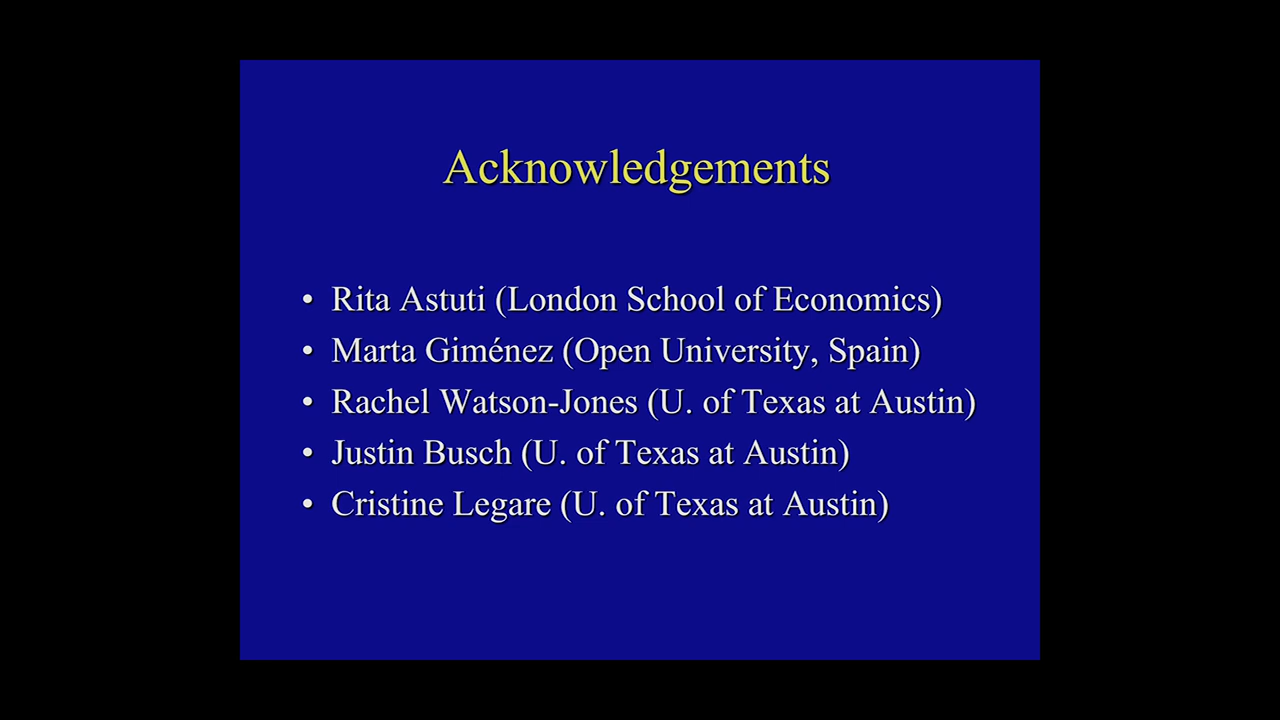 Acknowledgements
• Rita Astuti (London School of Economics)
• Marta Giménez (Open University, Spain)
• Rachel Watson-Jones (U. of Texas at Austin)
• Justin Busch (U. of Texas at Austin)
• Cristine Legare (U. of Texas at Austin)